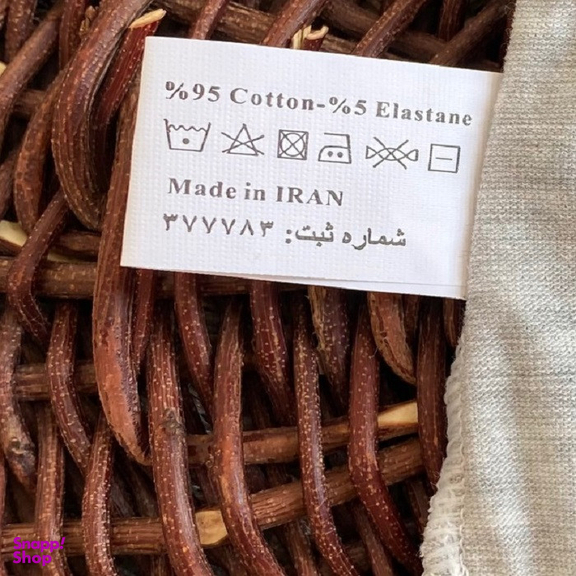 %95 Cotton-%5 Elastane
Made in IRAN
شماره ثبت: ۳۷۷۷۸۳
Snapp!
Shop